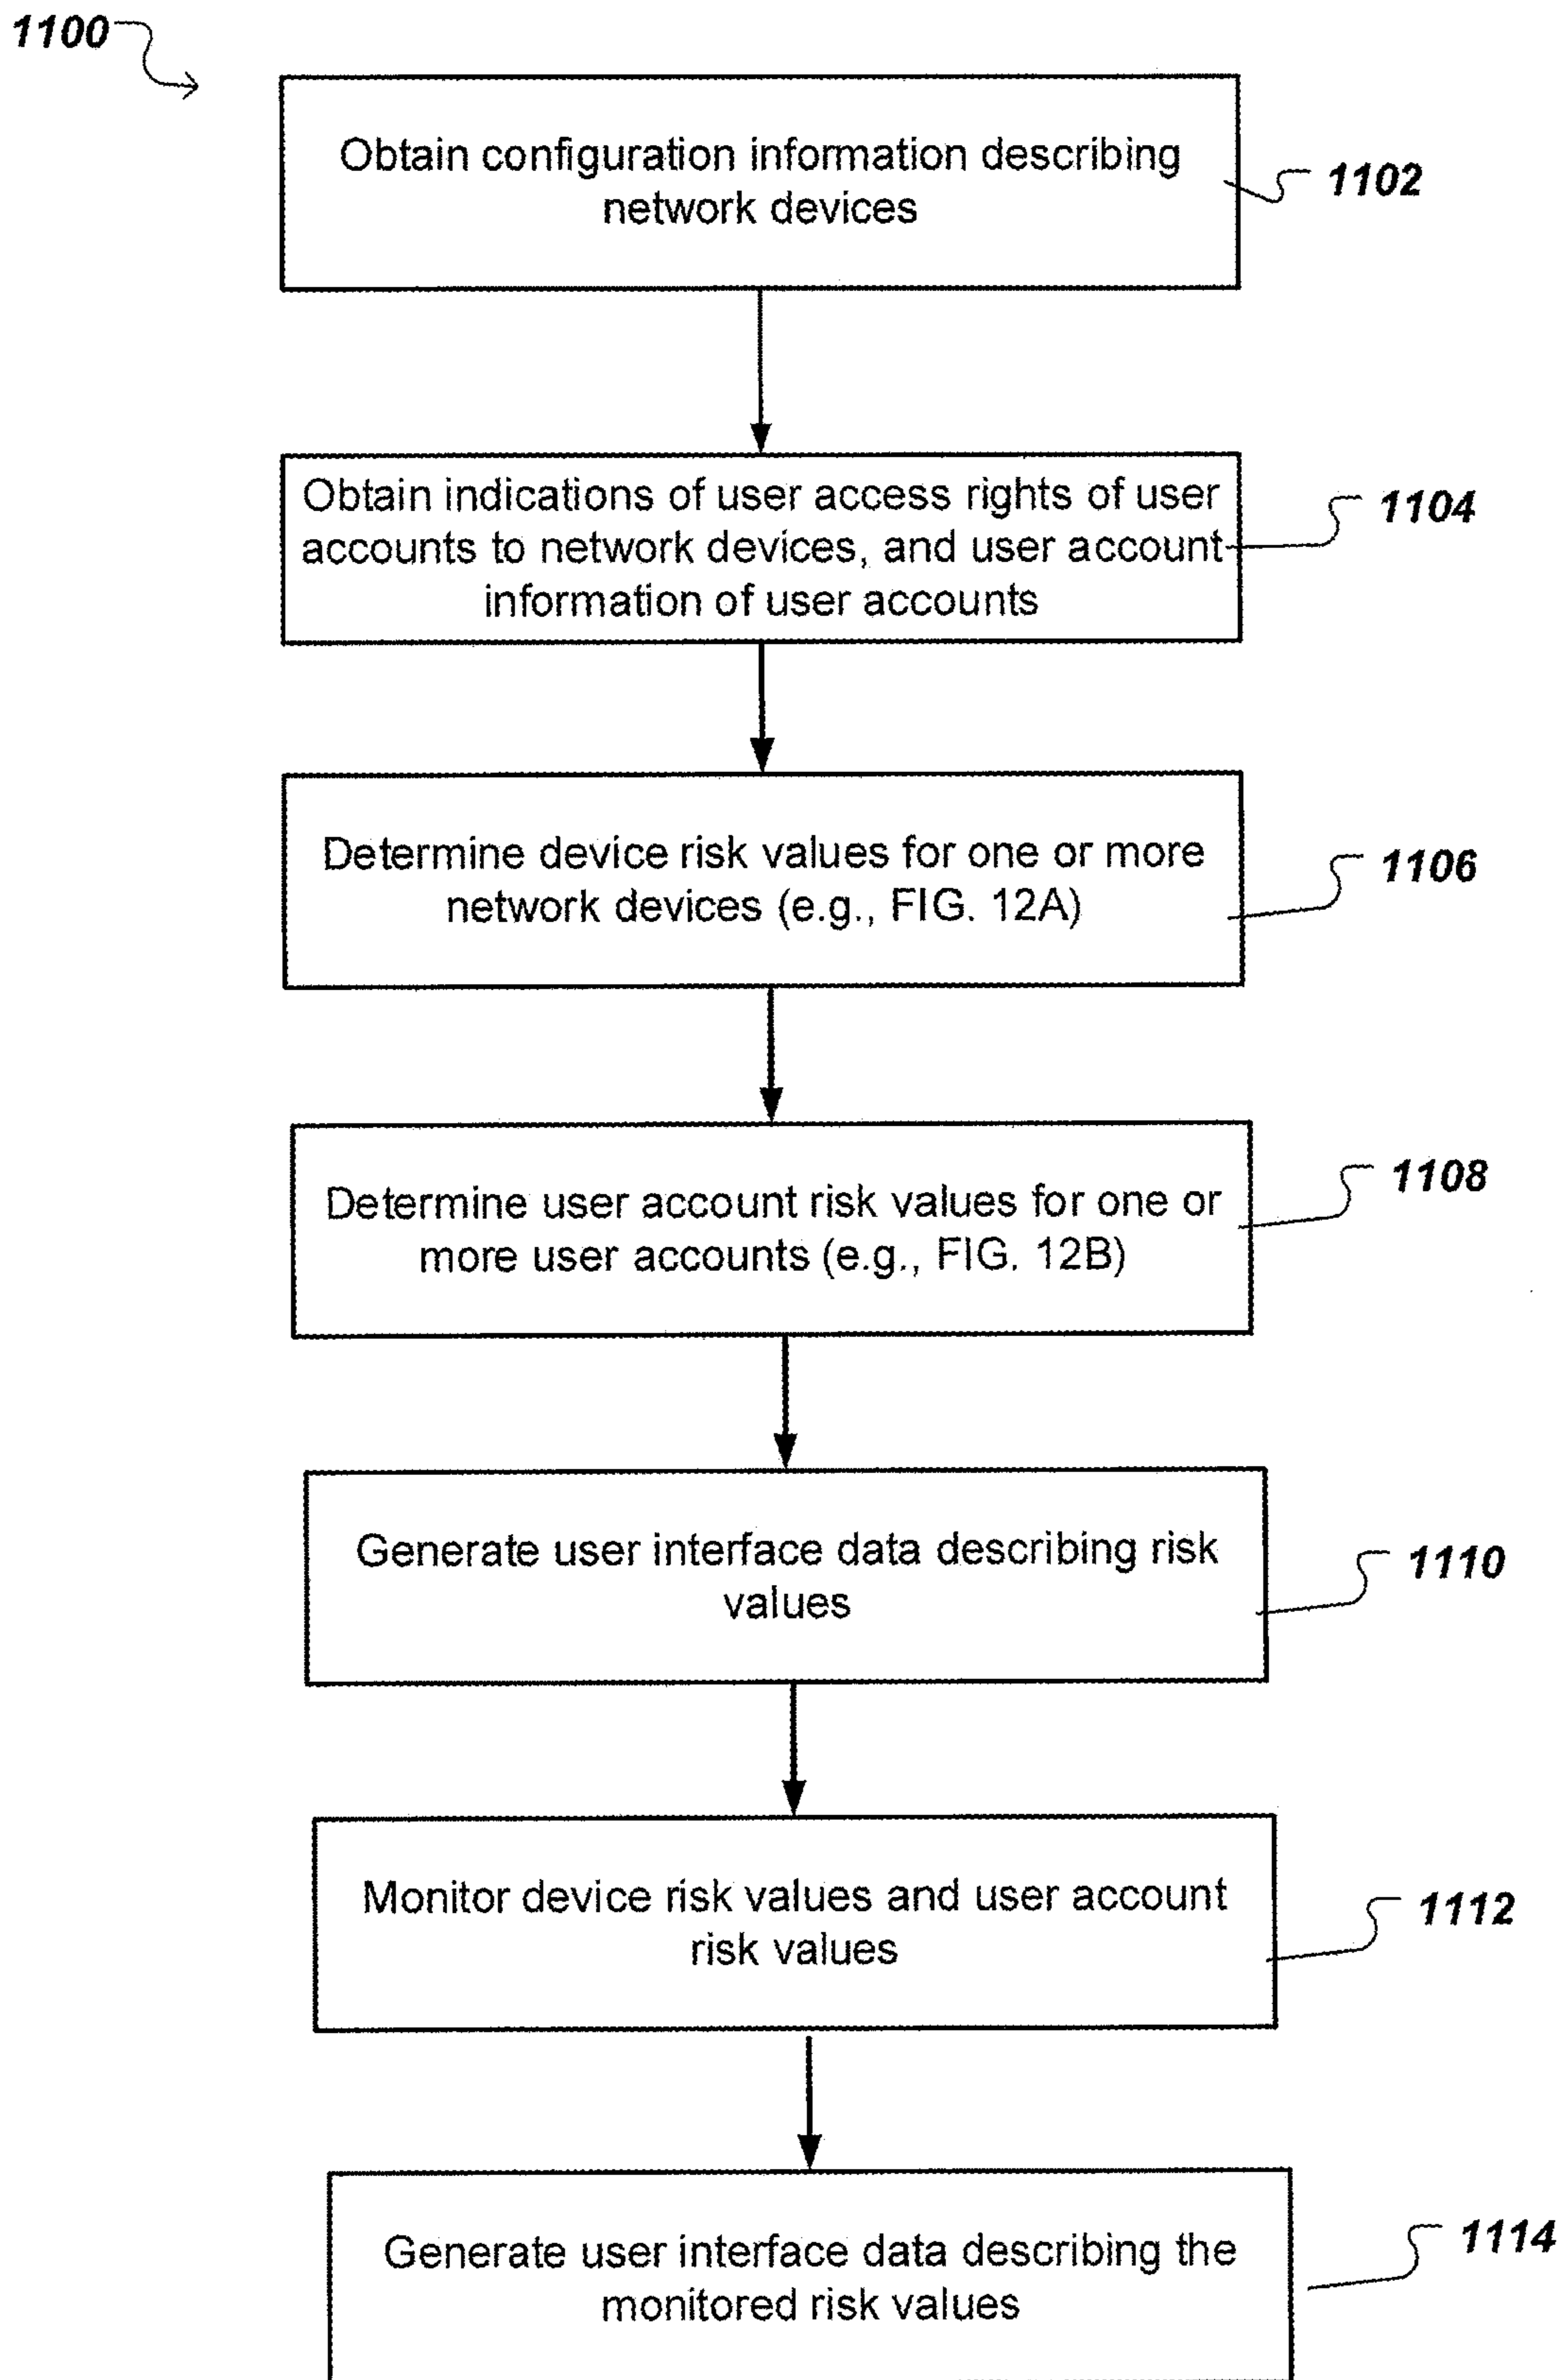 1100
Obtain configuration information describing
network devices
1102
Obtain indications of user access rights of user
accounts to network devices, and user account
information of user accounts
1104
Determine device risk values for one or more
network devices (e.g., FIG. 12A)
1106
Determine user account risk values for one or
more user accounts (e.g., FIG. 12B)
1108
Generate user interface data describing risk
values
1110
Monitor device risk values and user account
risk values
1112
Generate user interface data describing the
monitored risk values
1114